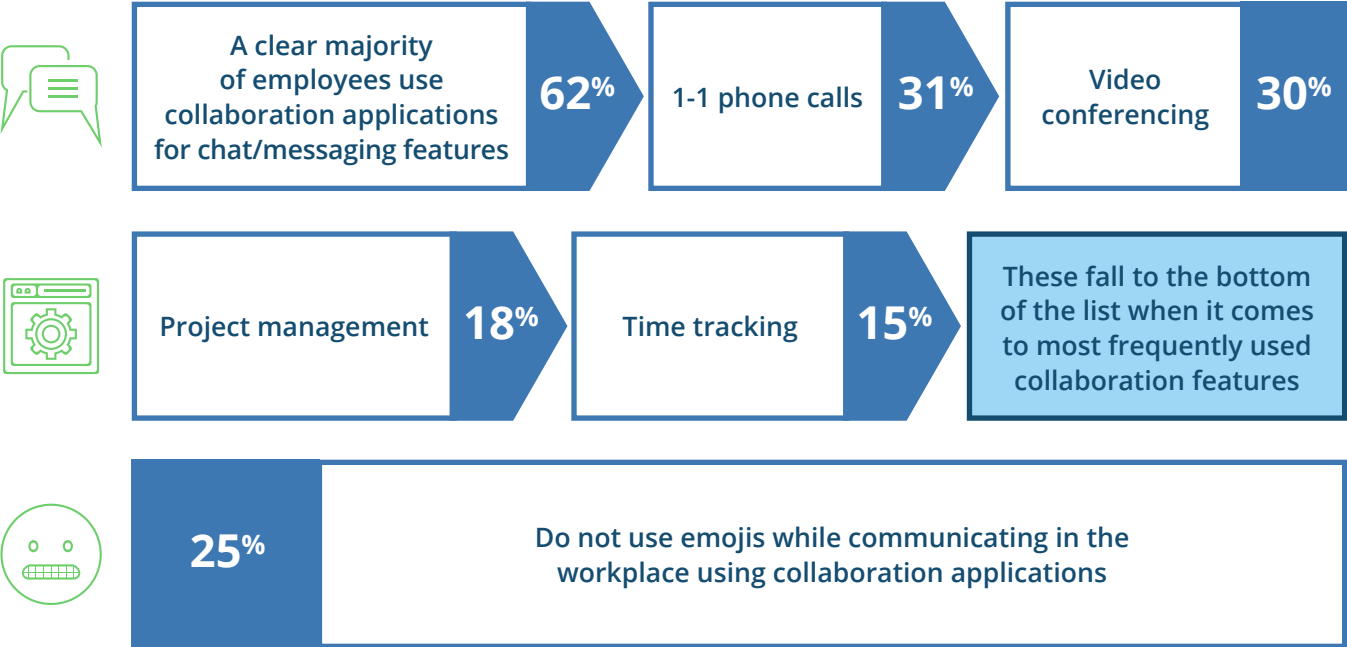 A clear majority
of employees use
collaboration applications
for chat/messaging features
62%
1-1 phone calls
31%
Video
conferencing
30%
Project management
18%
Time tracking
15%
These fall to the bottom
of the list when it comes
to most frequently used
collaboration features
25%
Do not use emojis while communicating in the
workplace using collaboration applications